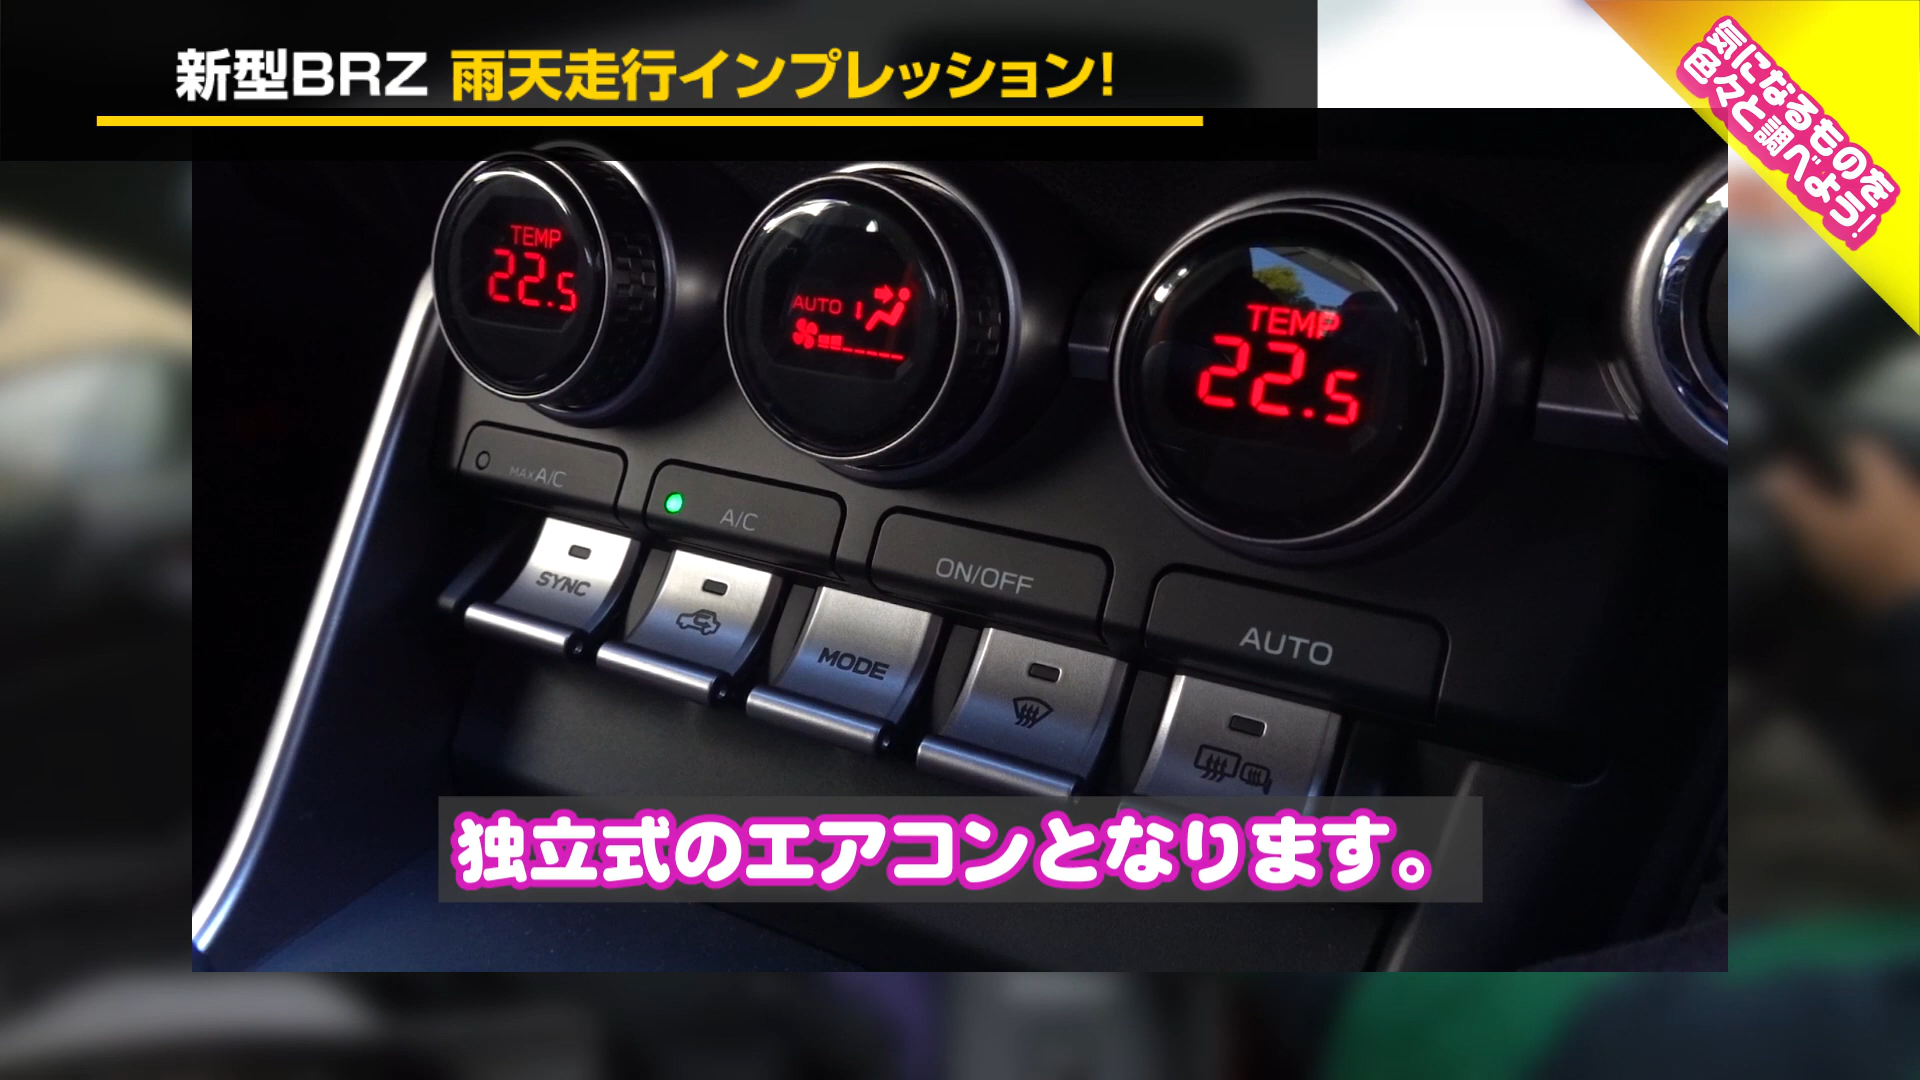 新型BRZ 雨天走行インプレッション!
気になるものを
色々と調べよう!
TEMP
22.5
AUTO
TEMP
22.5
MAX A/C
A/C
ON/OFF
AUTO
SYNC
MODE
独立式のエアコンとなります。